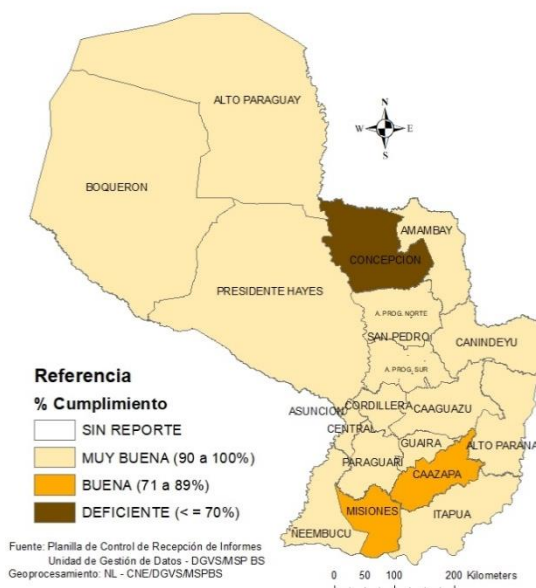 ALTO PARAGUAY
N
W E
S
BOQUERON
AMAMBAY
CONCEPCION
PRESIDENTE HAYES
A. PROG. NORTE
SAN PEDRO
CANINDEYU
A. PROG. SUR
Referencia
% Cumplimiento
SIN REPORTE
MUY BUENA (90 a 100%)
BUENA (71 a 89%)
DEFICIENTE (< = 70%)
ASUNCION
CORDILLERA
CENTRAL
CAAGUAZU
GUAIRA
ALTO PARANA
PARAGUARI
CAAZAPA
MISIONES
ÑEEMBUCU
ITAPUA
Fuente: Planilla de Control de Recepción de Informes
Unidad de Gestión de Datos - DGVS/MSP BS
Geoprocesamiento: NL - CNE/DGVS/MSPBS
0 50 100 200 Kilometers